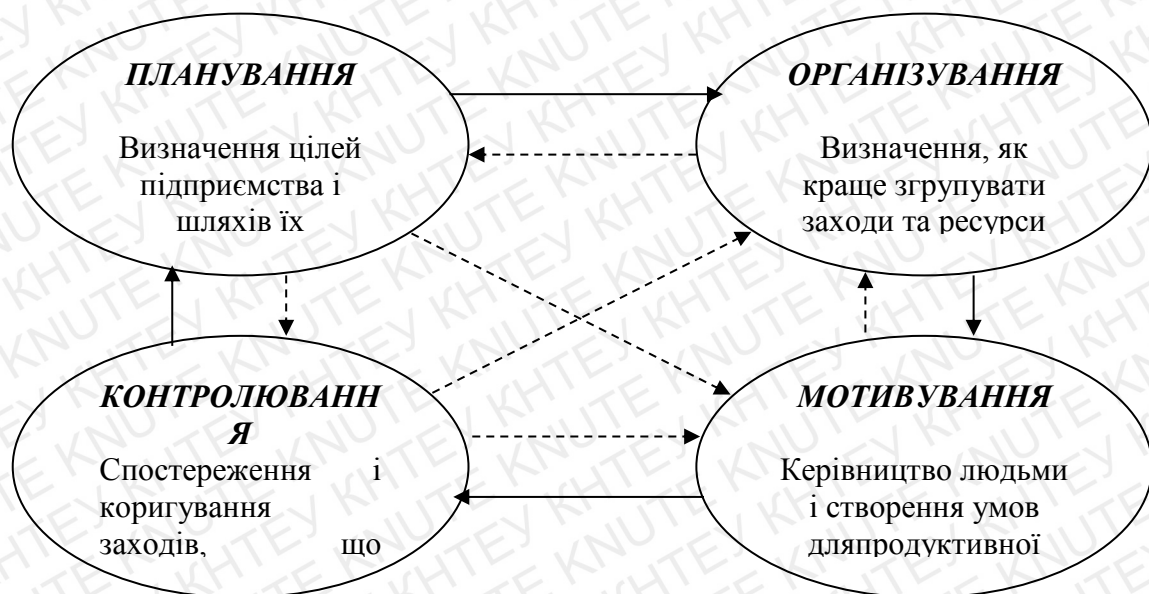 ПЛАНУВАННЯ
Визначення цілей
підприємства і
шляхів їх
ОРГАНІЗУВАННЯ
Визначення, як
краще згрупувати
заходи та ресурси
КОНТРОЛЮВАНН
Я
Спостереження і
коригування
заходів, що
МОТИВУВАННЯ
Керівництво людьми
і створення умов
дляпродуктивної